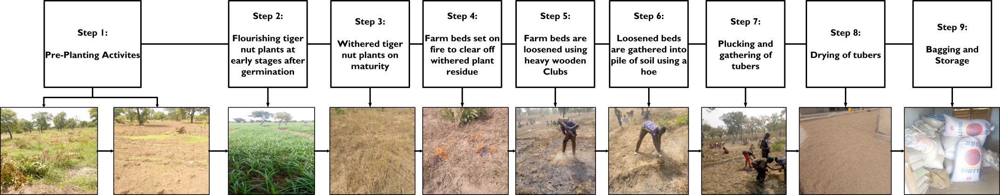 Step 1:
Pre-Planting Activites
Step 2:
Flourishing tiger
nut plants at
early stages after
germination
Step 3:
Withered tiger
nut plants on
maturity
Step 4:
Farm beds set on
fire to clear off
withered plant
residue
Step 5:
Farm beds are
loosened using
heavy wooden
Clubs
Step 6:
Loosened beds
are gathered into
pile of soil using a
hoe
Step 7:
Plucking and
gathering of
tubers
Step 8:
Drying of tubers
Step 9:
Bagging and
Storage
UNITY
BOS
UNITY